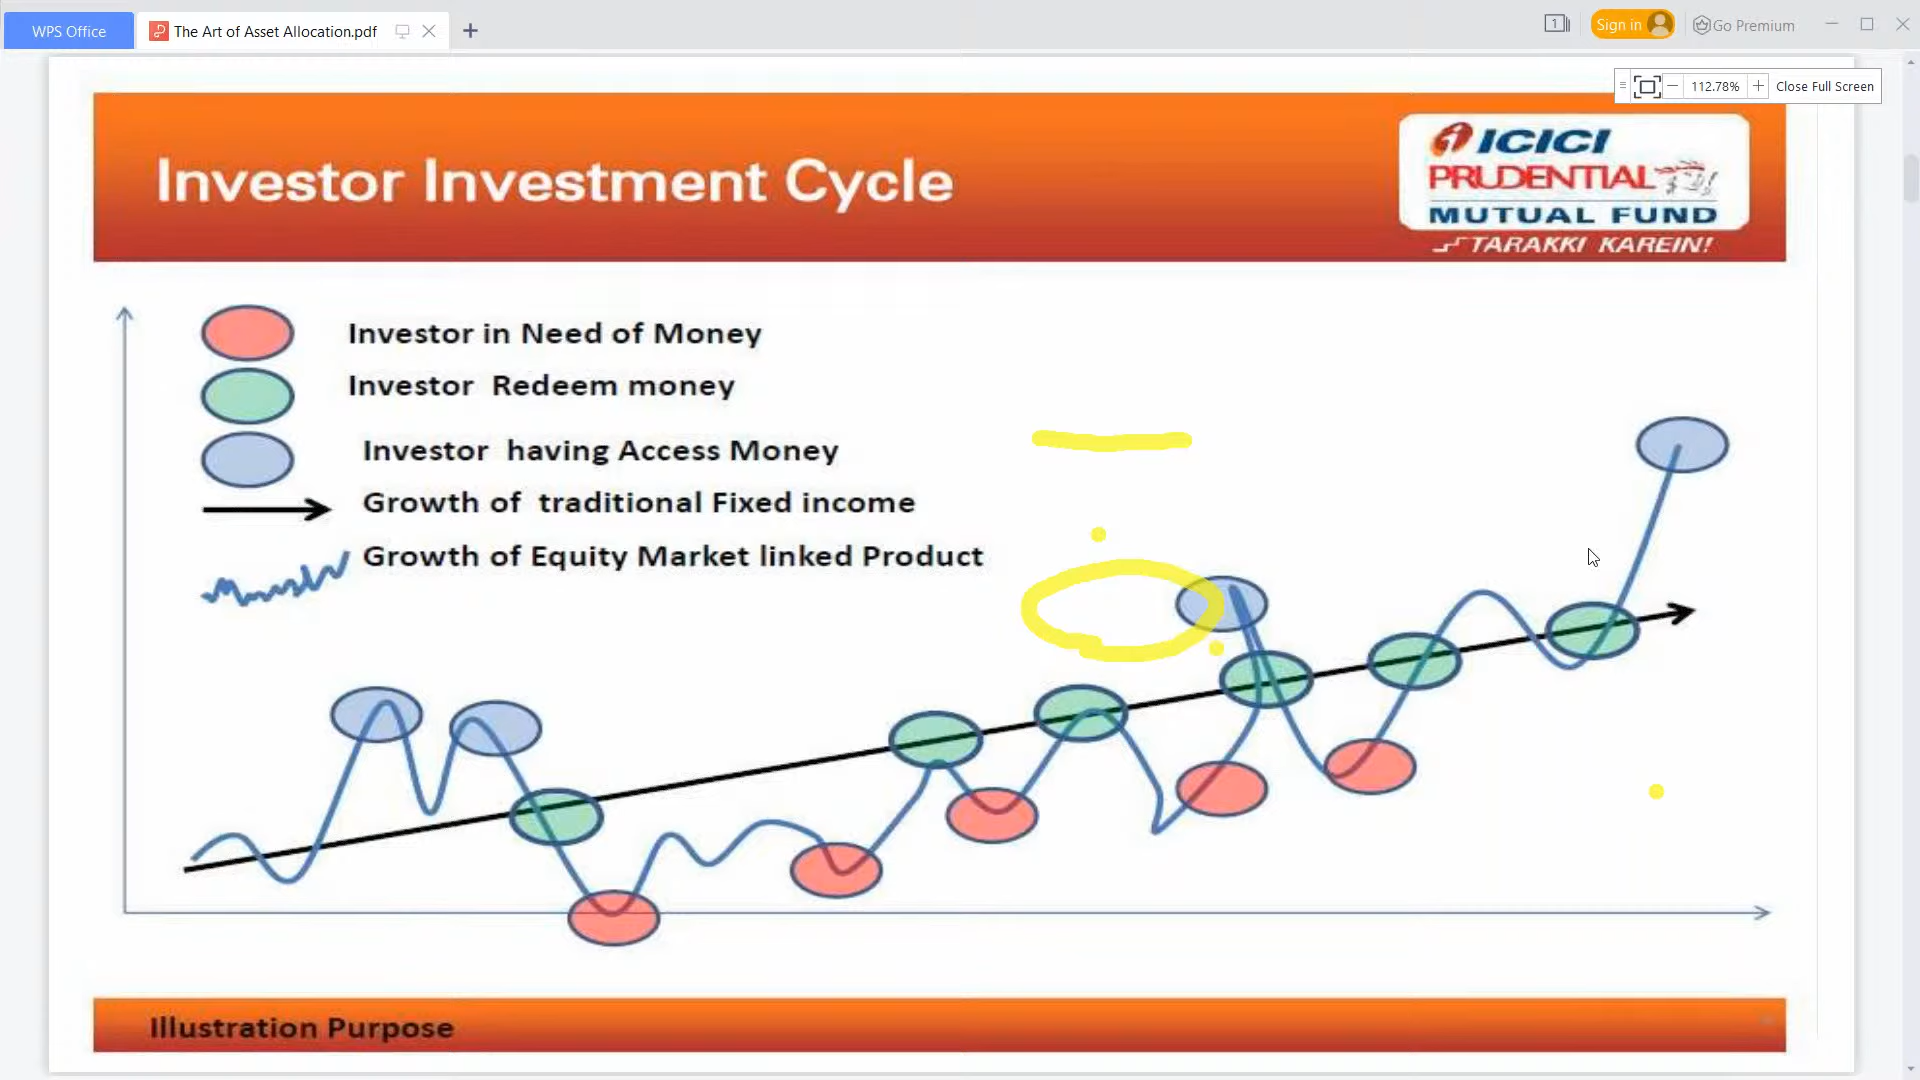 WPS Office
The Art of Asset Allocation.pdf
1
Sign in
Go Premium
112.78%
Close Full Screen
Investor Investment Cycle
ICICI
PRUDENTIAL
MUTUAL FUND
TARAKKI KAREIN!
Investor in Need of Money
Investor Redeem money
Investor having Access Money
Growth of traditional Fixed income
Growth of Equity Market linked Product
Illustration Purpose